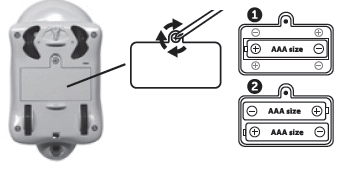 1
⊖ ⊕
⊕ AAA size ⊖
⊕ ⊖
2
⊖ AAA size ⊕
⊕ AAA size ⊖